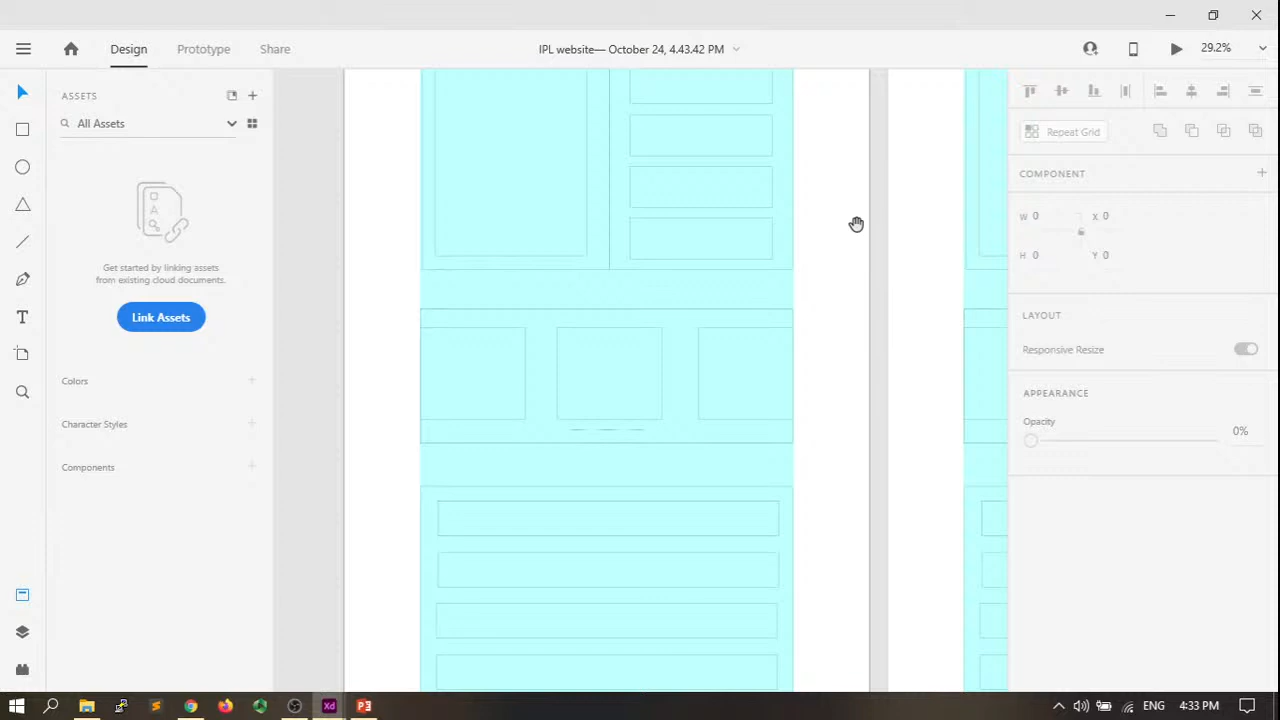 Design
Prototype
Share
IPL website— October 24, 4.43.42 PM
29.2%
ASSETS
All Assets
Get started by linking assets
from existing cloud documents.
Link Assets
Colors
Character Styles
Components
Repeat Grid
COMPONENT
W 0
X 0
H 0
Y 0
LAYOUT
Responsive Resize
APPEARANCE
Opacity
0%
Xd
ENG
4:33 PM